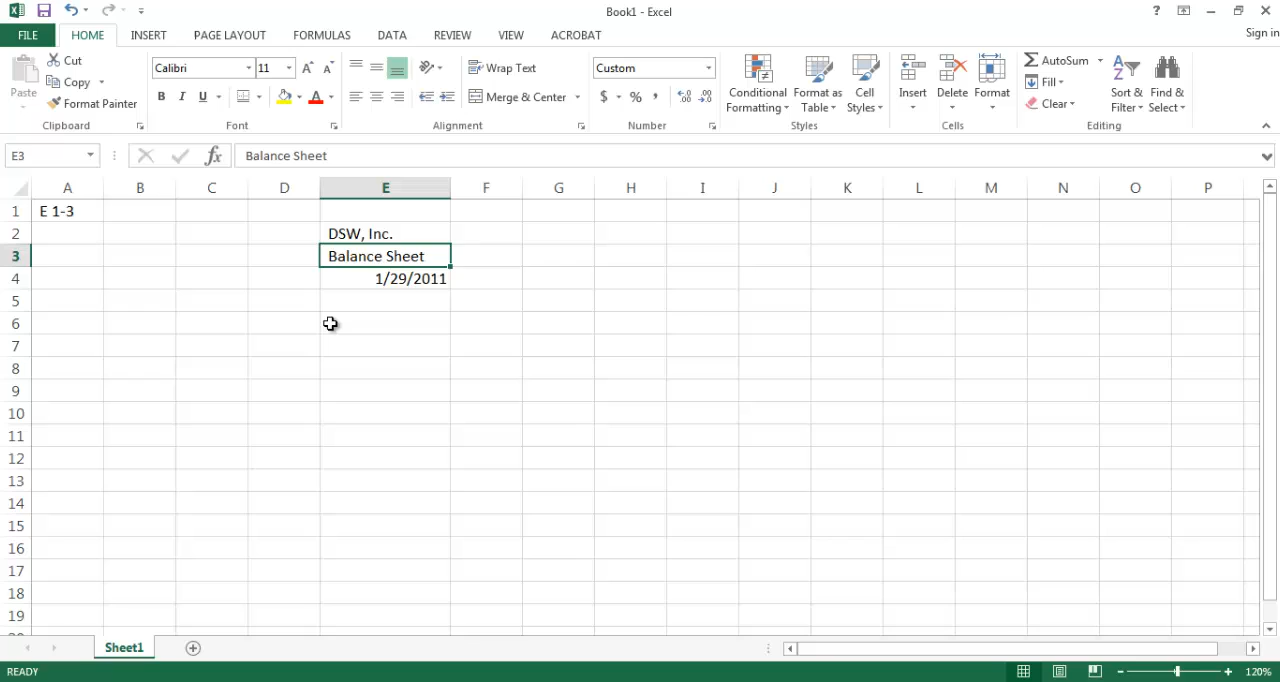 Book1 - Excel
Sign in
FILE HOME INSERT PAGE LAYOUT FORMULAS DATA REVIEW VIEW ACROBAT
Paste
Cut
Copy
Format Painter
Clipboard
Calibri 11
B I U
Font
Wrap Text
Merge & Center
Alignment
Custom
$ % ,
Number
Conditional Formatting
Format as Table
Cell Styles
Styles
Insert Delete Format
Cells
AutoSum
Fill
Clear
Sort & Filter
Find & Select
Editing
E3 fx Balance Sheet
A B C D E F G H I J K L M N O P
1 E 1-3
2 DSW, Inc.
3 Balance Sheet
4 1/29/2011
5
6
7
8
9
10
11
12
13
14
15
16
17
18
19
Sheet1
READY 120%